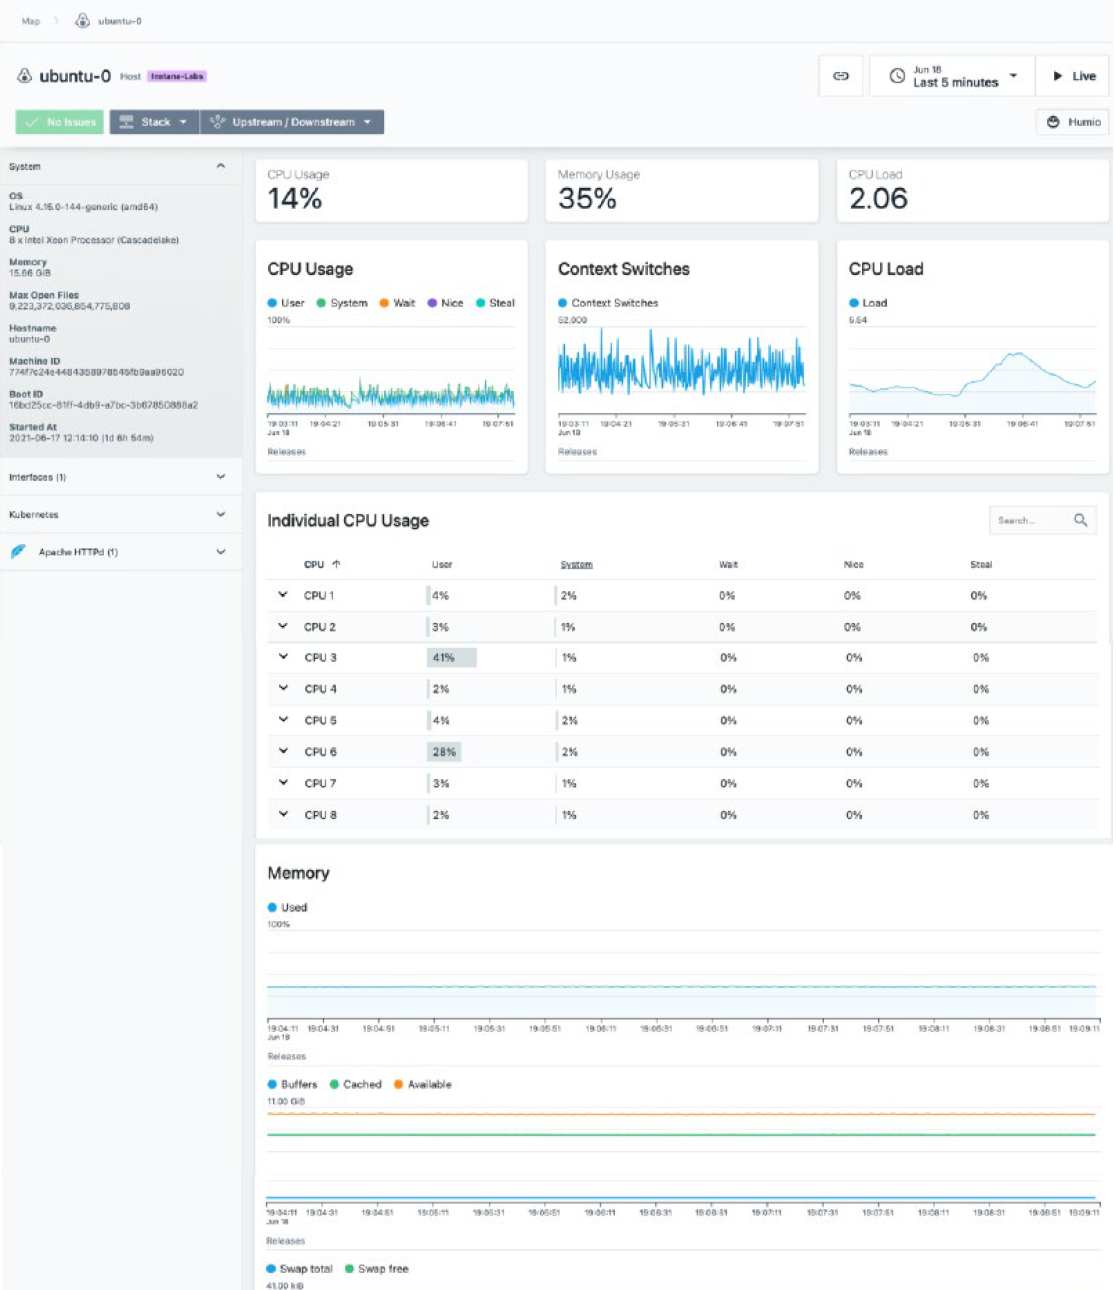 Map > ubuntu-0
ubuntu-0 Host Instana-Labs
Jun 18
Last 5 minutes
Live
No Issues
Stack
Upstream / Downstream
Humio
System
OS
Linux 4.15.0-144-generic (amd64)
CPU
8 x Intel Xeon Processor (Cascadelake)
Memory
15.66 GiB
Max Open Files
9,223,372,036,854,775,808
Hostname
ubuntu-0
Machine ID
Boot ID
Started At
2021-06-17 12:14:10 (1d 6h 54m)
Interfaces (1)
Kubernetes
Apache HTTPd (1)
CPU Usage
14%
Memory Usage
35%
CPU Load
2.06
CPU Usage
User System Wait Nice Steal
100%
19:03:11 19:04:21 19:05:31 19:06:41 19:07:51
Jun 18
Releases
Context Switches
Context Switches
52,000
19:03:11 19:04:21 19:05:31 19:06:41 19:07:51
Jun 18
Releases
CPU Load
Load
5.54
19:03:11 19:04:21 19:05:31 19:06:41 19:07:51
Jun 18
Releases
Individual CPU Usage
Search...
CPU ↑ User System Wait Nice Steal
CPU 1 4% 2% 0% 0% 0%
CPU 2 3% 1% 0% 0% 0%
CPU 3 41% 1% 0% 0% 0%
CPU 4 2% 1% 0% 0% 0%
CPU 5 4% 2% 0% 0% 0%
CPU 6 28% 2% 0% 0% 0%
CPU 7 3% 1% 0% 0% 0%
CPU 8 2% 1% 0% 0% 0%
Memory
Used
100%
19:04:11 19:04:31 19:04:51 19:05:11 19:05:31 19:05:51 19:06:11 19:06:31 19:06:51 19:07:11 19:07:31 19:07:51 19:08:11 19:08:31 19:08:51 19:09:11
Jun 18
Releases
Buffers Cached Available
11.00 GiB
19:04:11 19:04:31 19:04:51 19:05:11 19:05:31 19:05:51 19:06:11 19:06:31 19:06:51 19:07:11 19:07:31 19:07:51 19:08:11 19:08:31 19:08:51 19:09:11
Jun 18
Releases
Swap total Swap free
41.00 kiB